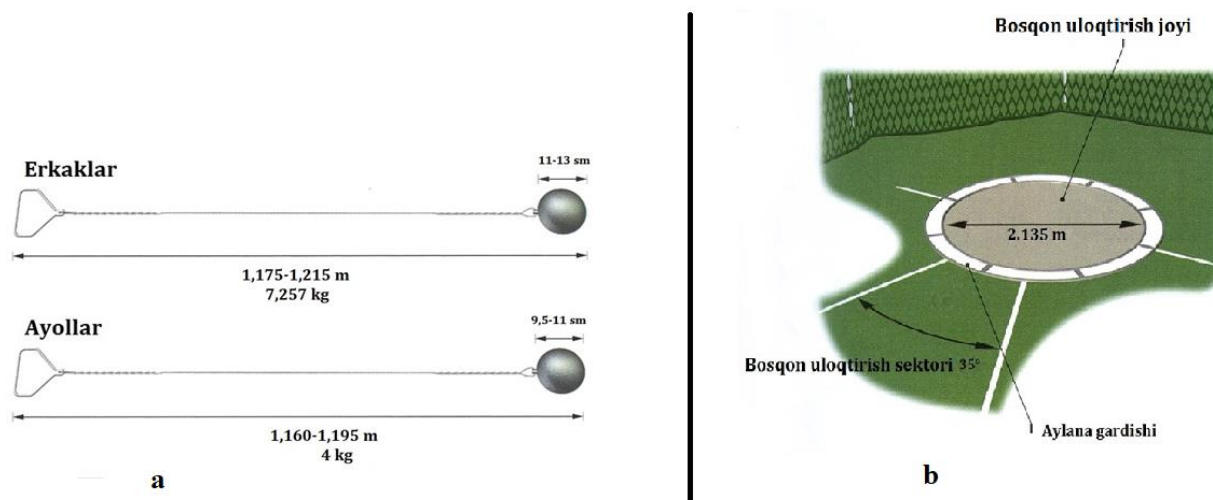 Erkaklar
11-13 sm
1,175-1,215 m
7,257 kg
Ayollar
9,5-11 sm
1,160-1,195 m
4 kg
a
Bosqon uloqtirish joyi
2.135 m
Bosqon uloqtirish sektori 35°
Aylana gardishi
b